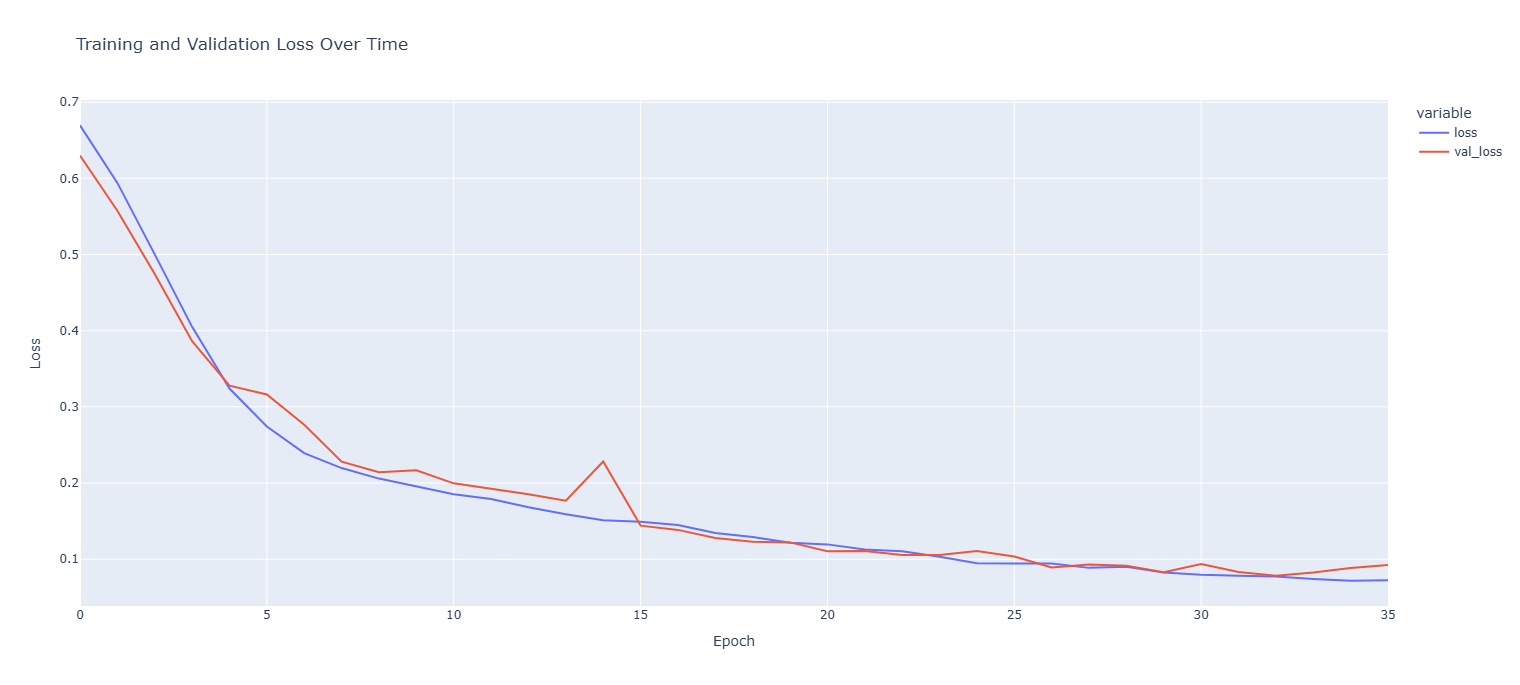 Training and Validation Loss Over Time
variable
loss
val_loss
0.7
0.6
0.5
0.4
0.3
0.2
0.1
Loss
0 5 10 15 20 25 30 35
Epoch